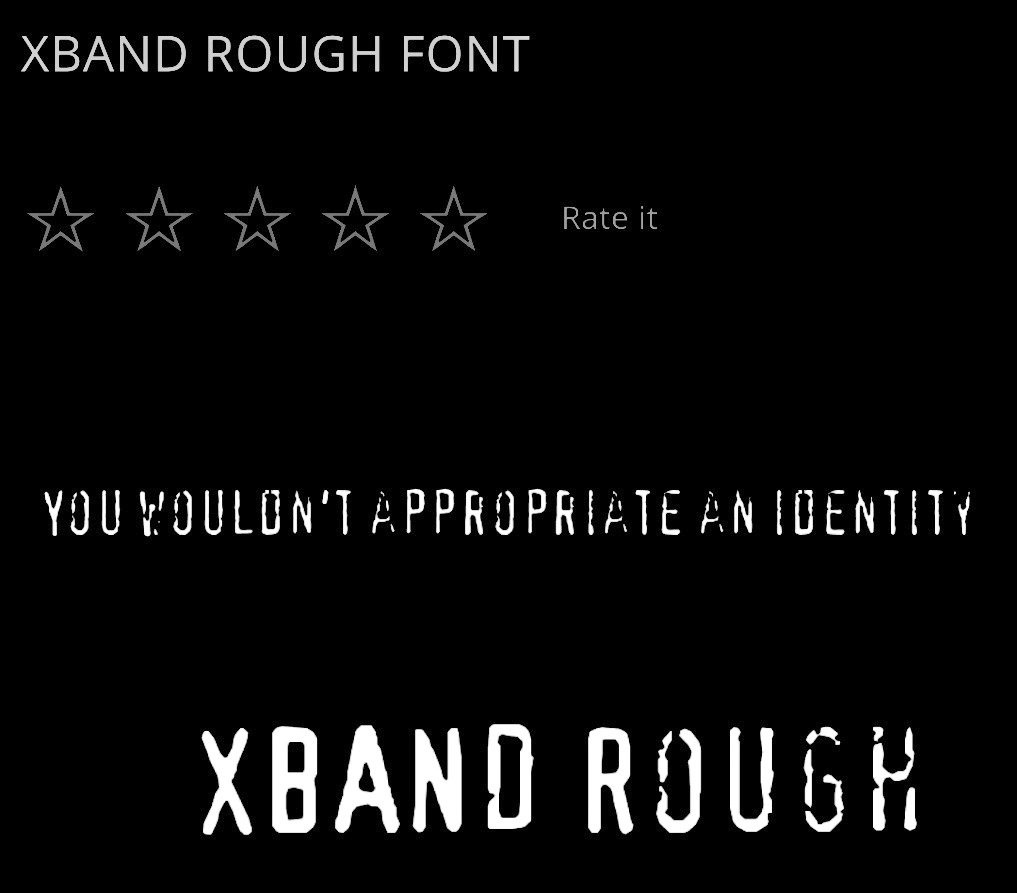 XBAND ROUGH FONT
Rate it
YOU WOULDN'T APPROPRIATE AN IDENTITY
XBAND ROUGH